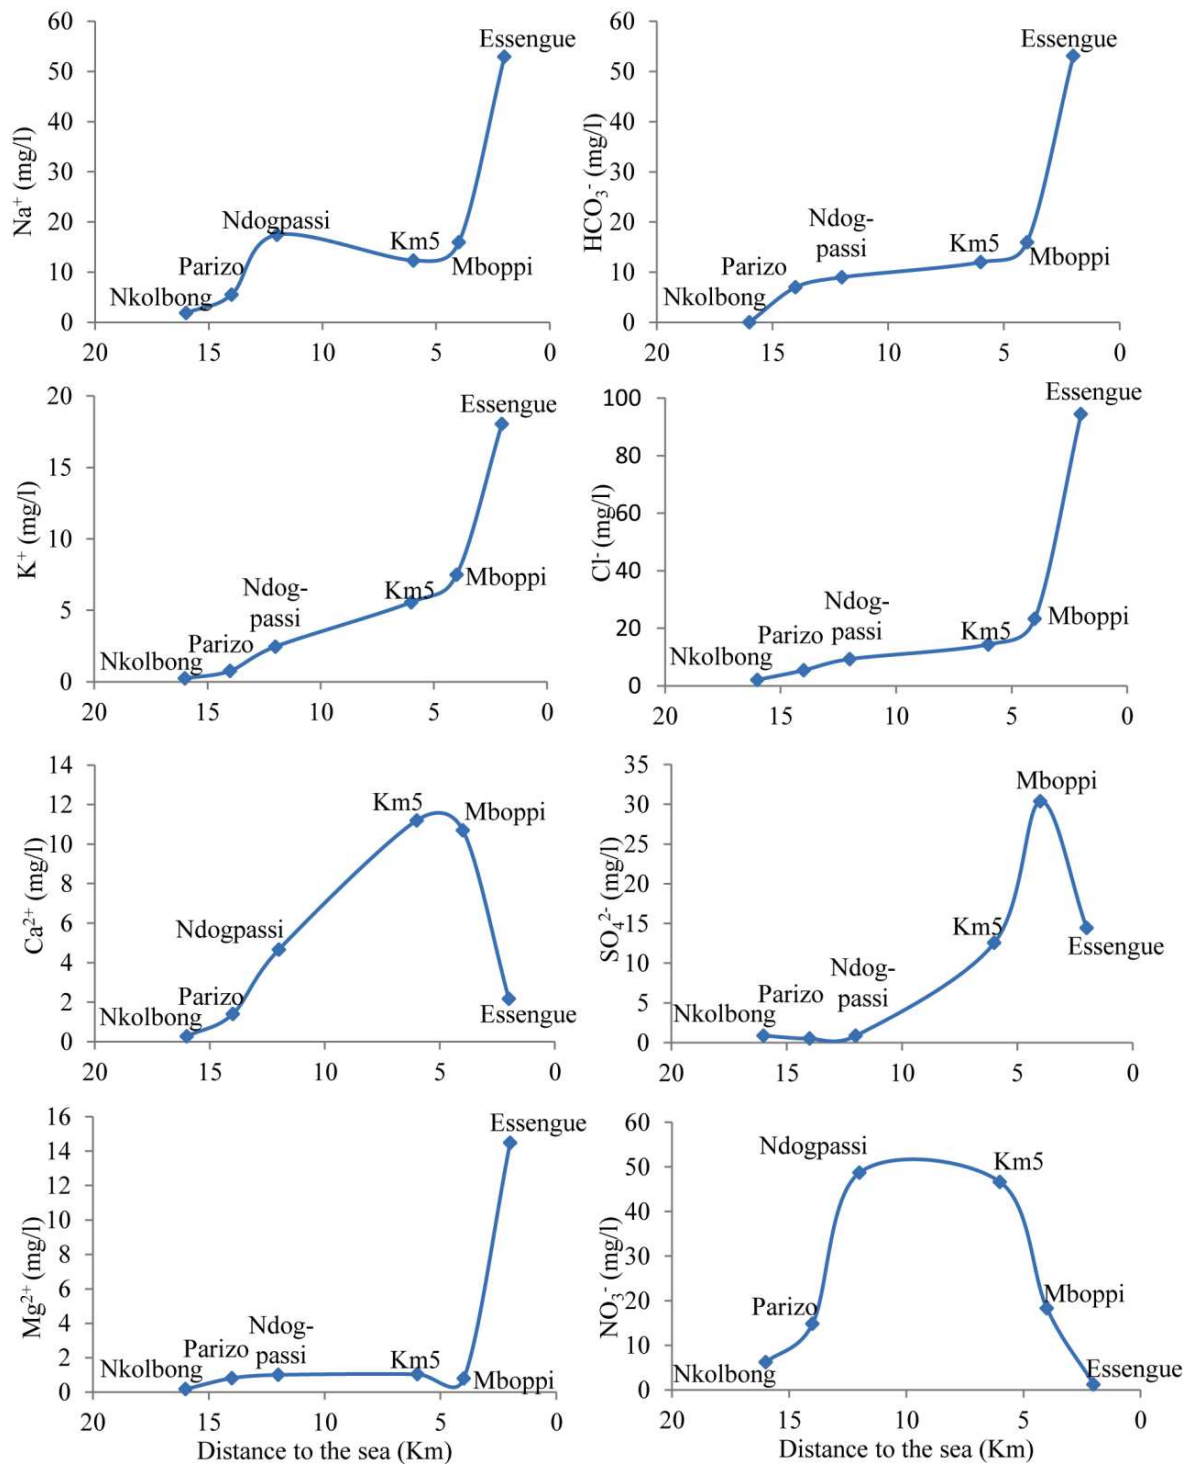 60
50
40
30
20
10
0
Na⁺ (mg/l)
Essengue
Ndogpassi
Km5
Parizo
Mboppi
Nkolbong
20 15 10 5 0
60
50
40
30
20
10
0
HCO₃⁻ (mg/l)
Essengue
Ndog-
passi
Km5
Parizo
Mboppi
Nkolbong
20 15 10 5 0
20
15
10
5
0
K⁺ (mg/l)
Essengue
Mboppi
Ndog-
passi
Km5
Parizo
Nkolbong
20 15 10 5 0
100
80
60
40
20
0
Cl⁻ (mg/l)
Essengue
Ndog-
passi
Mboppi
Km5
Parizo
Nkolbong
20 15 10 5 0
14
12
10
8
6
4
2
0
Ca²⁺ (mg/l)
Km5
Mboppi
Ndogpassi
Parizo
Nkolbong
Essengue
20 15 10 5 0
35
30
25
20
15
10
5
0
SO₄²⁻ (mg/l)
Mboppi
Km5
Essengue
Ndog-
passi
Parizo
Nkolbong
20 15 10 5 0
16
14
12
10
8
6
4
2
0
Mg²⁺ (mg/l)
Essengue
Ndog-
passi
Parizo
Km5
Nkolbong
Mboppi
20 15 10 5 0
Distance to the sea (Km)
60
50
40
30
20
10
0
NO₃⁻ (mg/l)
Ndogpassi
Km5
Parizo
Mboppi
Nkolbong
Essengue
20 15 10 5 0
Distance to the sea (Km)